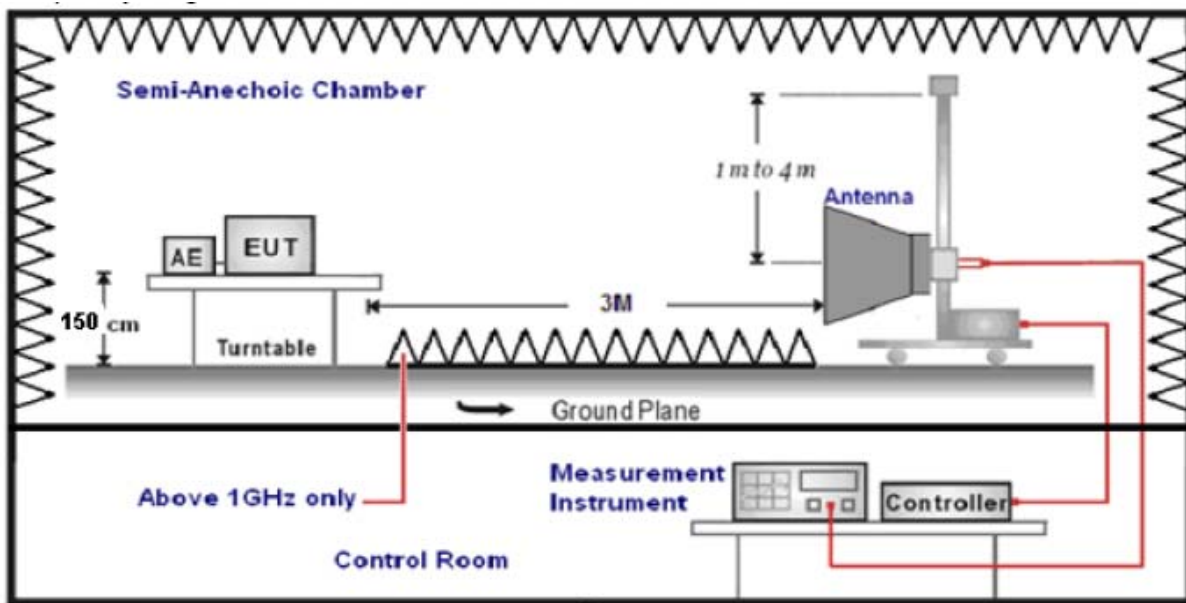 Semi-Anechoic Chamber
1 m to 4 m
Antenna
AE
EUT
150 cm
3M
Turntable
Ground Plane
Above 1GHz only
Measurement
Instrument
Controller
Control Room